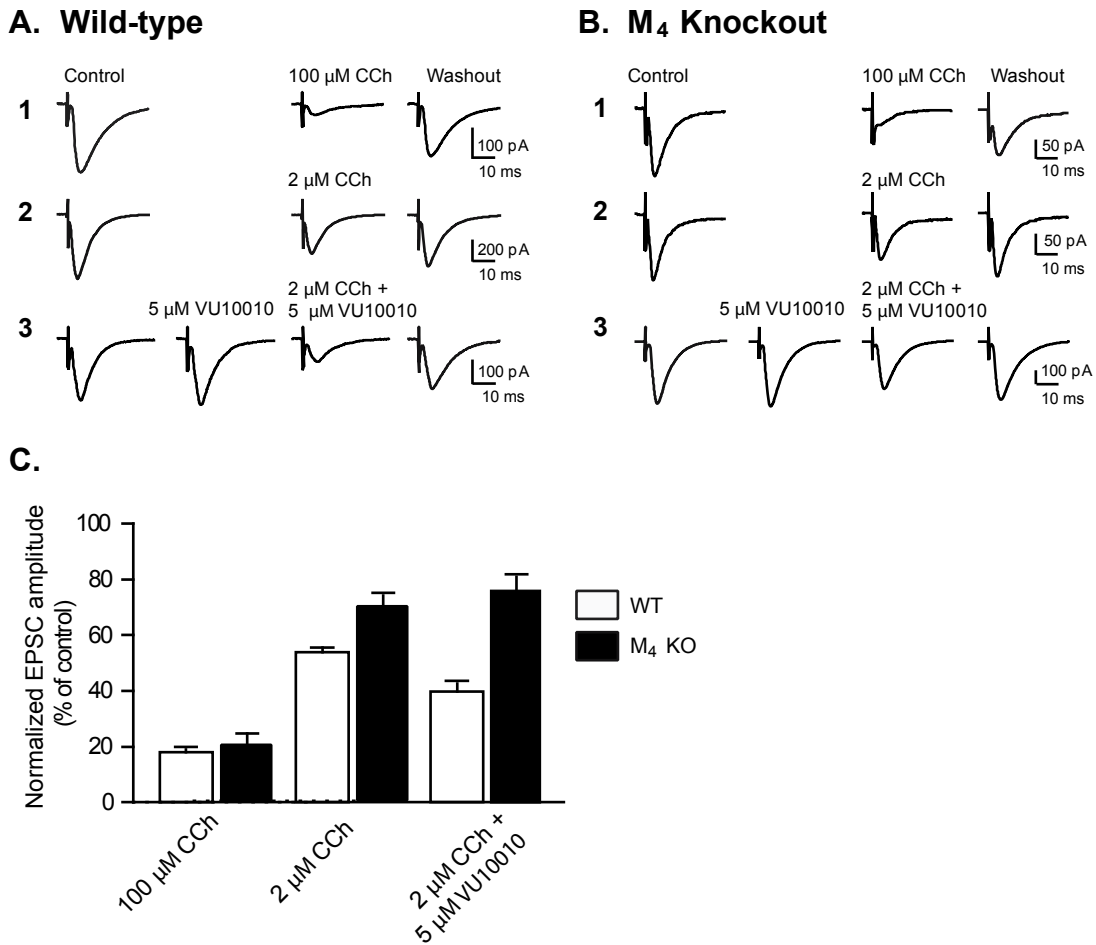 A. Wild-type
Control
100 µM CCh
Washout
1
100 pA
10 ms
2 µM CCh
2
200 pA
10 ms
2 µM CCh +
5 µM VU10010
5 µM VU10010
3
100 pA
10 ms
B. M4 Knockout
Control
100 µM CCh
Washout
1
50 pA
10 ms
2 µM CCh
2
50 pA
10 ms
2 µM CCh +
5 µM VU10010
5 µM VU10010
3
100 pA
10 ms
C.
Normalized EPSC amplitude
(% of control)
100
80
60
40
20
0
100 µM CCh
2 µM CCh
2 µM CCh +
5 µM VU10010
WT
M4 KO